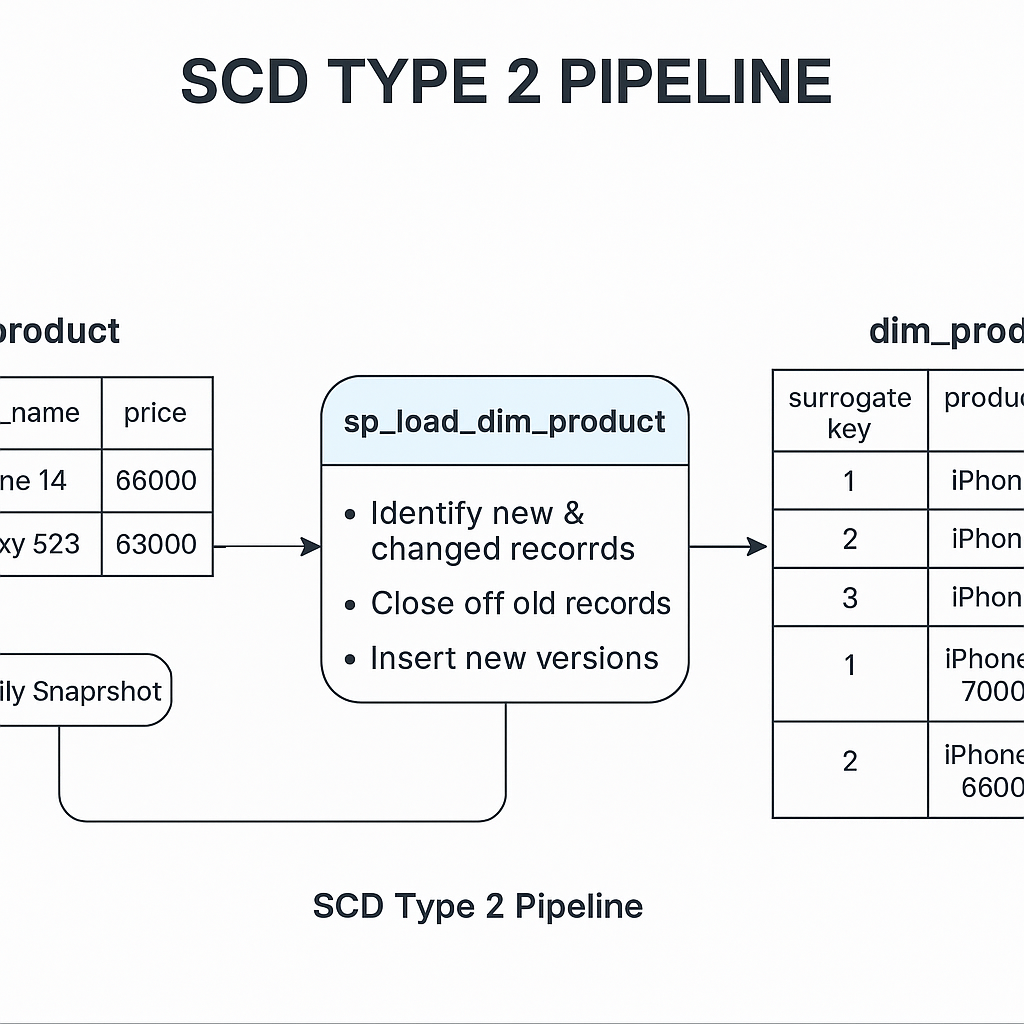 SCD TYPE 2 PIPELINE
product
_name price
ne 14 66000
xy 523 63000
ily Snaprshot
sp_load_dim_product
• Identify new &
changed recorrds
• Close off old records
• Insert new versions
dim_prod
surrogate
key
produc
1 iPhon
2 iPhon
3 iPhon
1 iPhone
7000
2 iPhone
6600
SCD Type 2 Pipeline